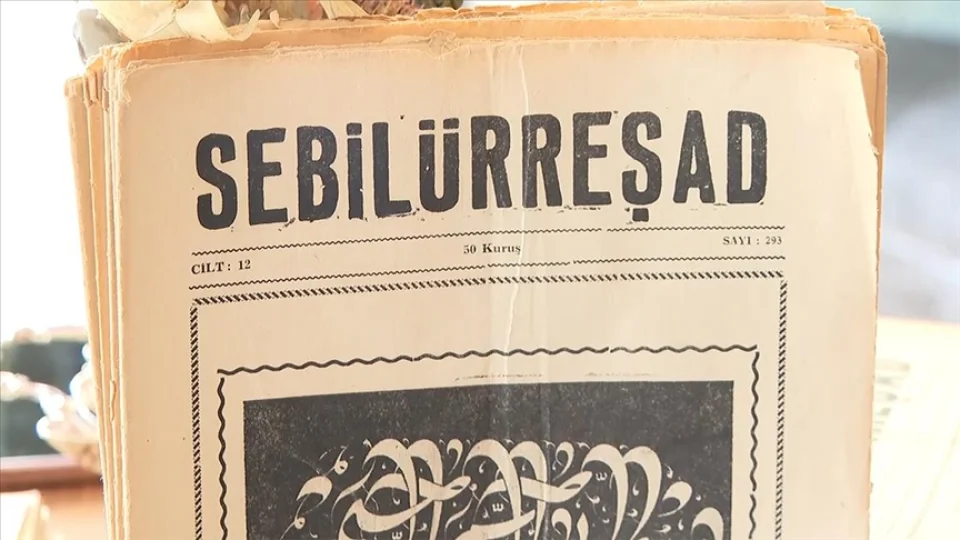 SEBİLÜRREŞAD
CİLT : 12 50 Kuruş SAYI : 293